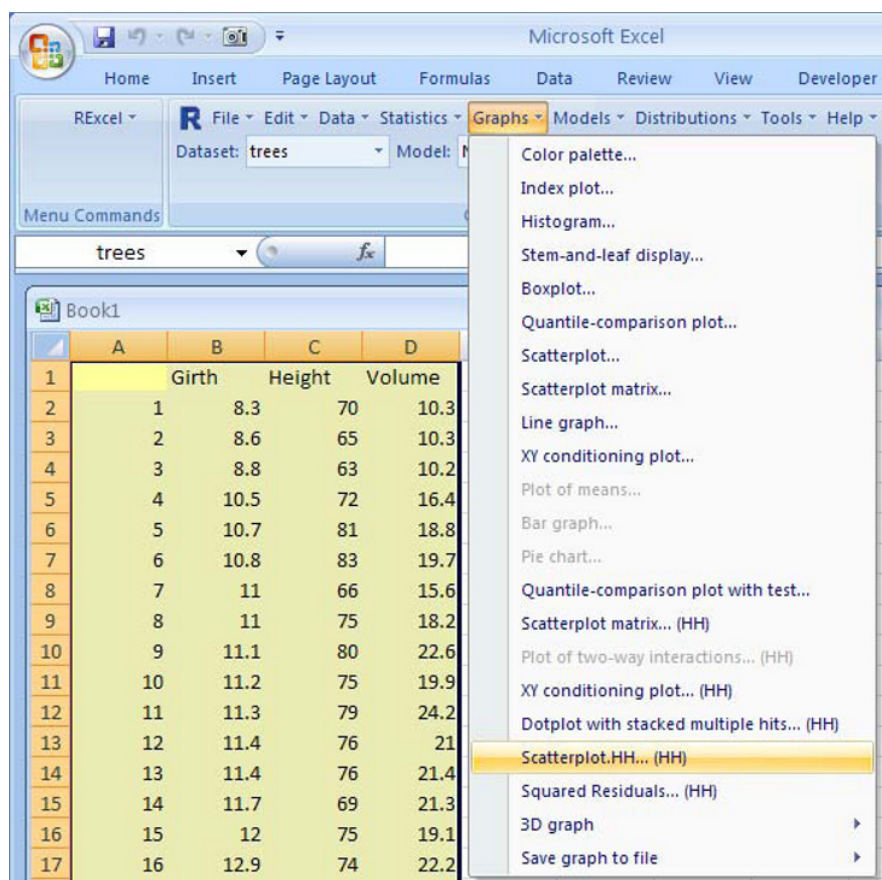 Microsoft Excel
Home Insert Page Layout Formulas Data Review View Developer
RExcel R File Edit Data Statistics Graphs Models Distributions Tools Help
Dataset: trees Model:
Menu Commands
trees fx
Book1
A B C D
1 Girth Height Volume
2 1 8.3 70 10.3
3 2 8.6 65 10.3
4 3 8.8 63 10.2
5 4 10.5 72 16.4
6 5 10.7 81 18.8
7 6 10.8 83 19.7
8 7 11 66 15.6
9 8 11 75 18.2
10 9 11.1 80 22.6
11 10 11.2 75 19.9
12 11 11.3 79 24.2
13 12 11.4 76 21
14 13 11.4 76 21.4
15 14 11.7 69 21.3
16 15 12 75 19.1
17 16 12.9 74 22.2
Color palette...
Index plot...
Histogram...
Stem-and-leaf display...
Boxplot...
Quantile-comparison plot...
Scatterplot...
Scatterplot matrix...
Line graph...
XY conditioning plot...
Plot of means...
Bar graph...
Pie chart...
Quantile-comparison plot with test...
Scatterplot matrix... (HH)
Plot of two-way interactions... (HH)
XY conditioning plot... (HH)
Dotplot with stacked multiple hits... (HH)
Scatterplot.HH... (HH)
Squared Residuals... (HH)
3D graph
Save graph to file